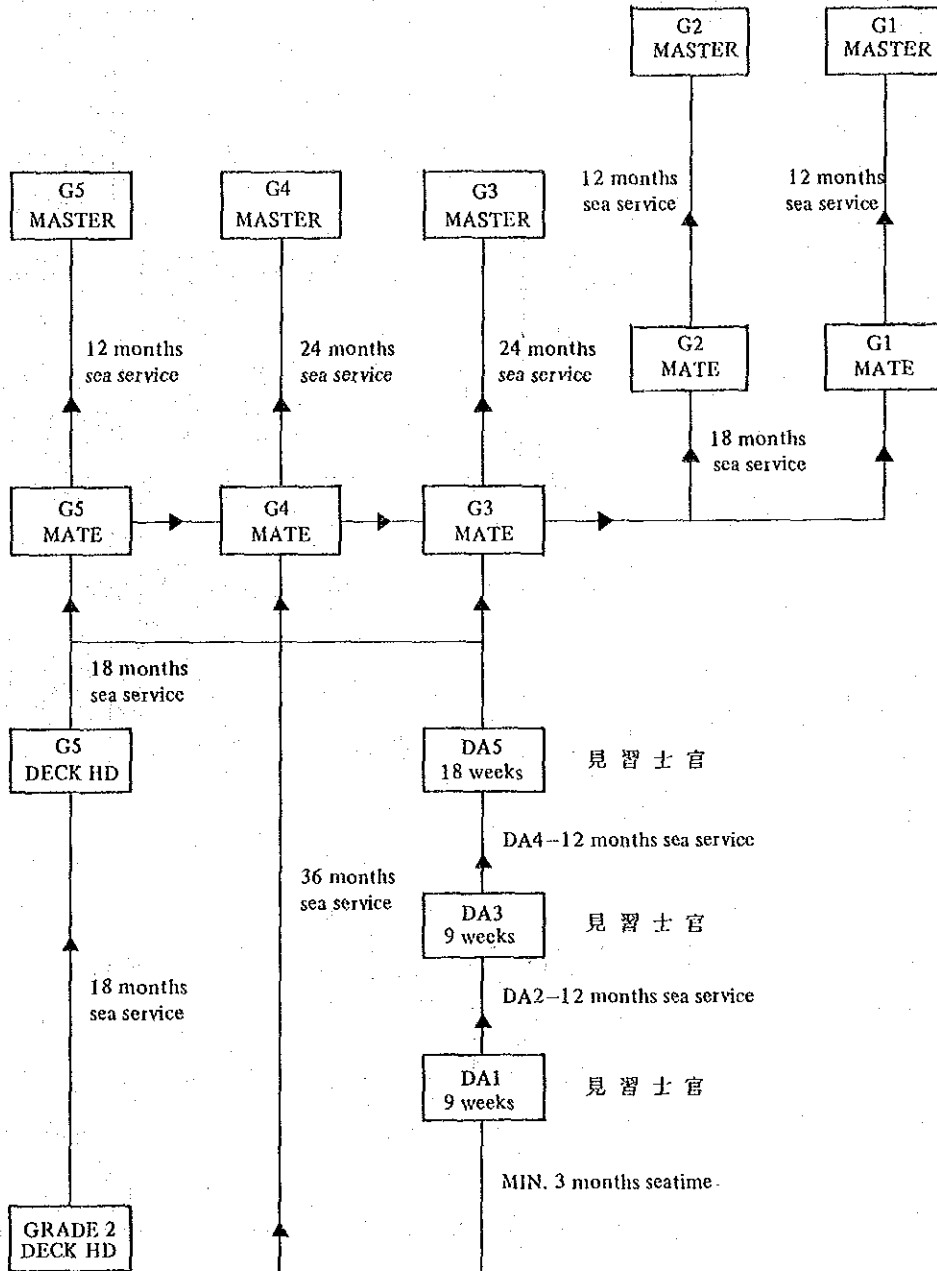 G2
MASTER
G1
MASTER
12 months
sea service
12 months
sea service
G5
MASTER
G4
MASTER
G3
MASTER
12 months
sea service
24 months
sea service
24 months
sea service
G2
MATE
G1
MATE
18 months
sea service
G5
MATE
G4
MATE
G3
MATE
18 months
sea service
G5
DECK HD
DA5
18 weeks
見習士官
DA4-12 months sea service
36 months
sea service
DA3
9 weeks
見習士官
18 months
sea service
DA2-12 months sea service
DA1
9 weeks
見習士官
MIN. 3 months seatime
GRADE 2
DECK HD